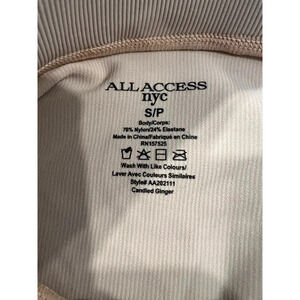 ALL ACCESS
nyc
S/P
Body/Corps:
76% Nylon/24% Elastane
Made in China/Fabriqué en Chine
RN157525
Wash With Like Colours/
Laver Avec Couleurs Similaires
Style# AA202111
Candied Ginger